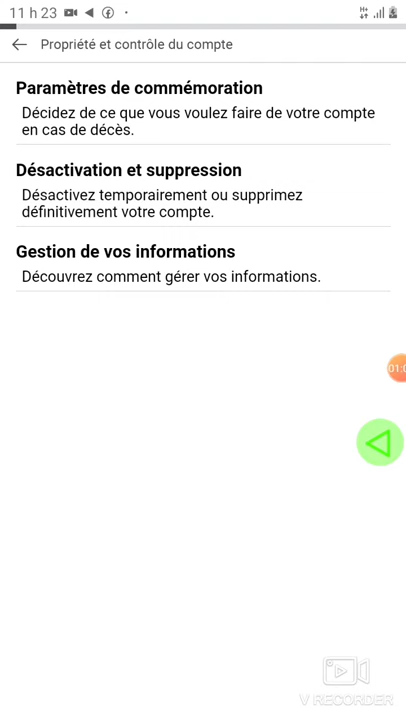 11 h 23
Propriété et contrôle du compte
Paramètres de commémoration
Décidez de ce que vous voulez faire de votre compte
en cas de décès.
Désactivation et suppression
Désactivez temporairement ou supprimez
définitivement votre compte.
Gestion de vos informations
Découvrez comment gérer vos informations.
V RECORDER